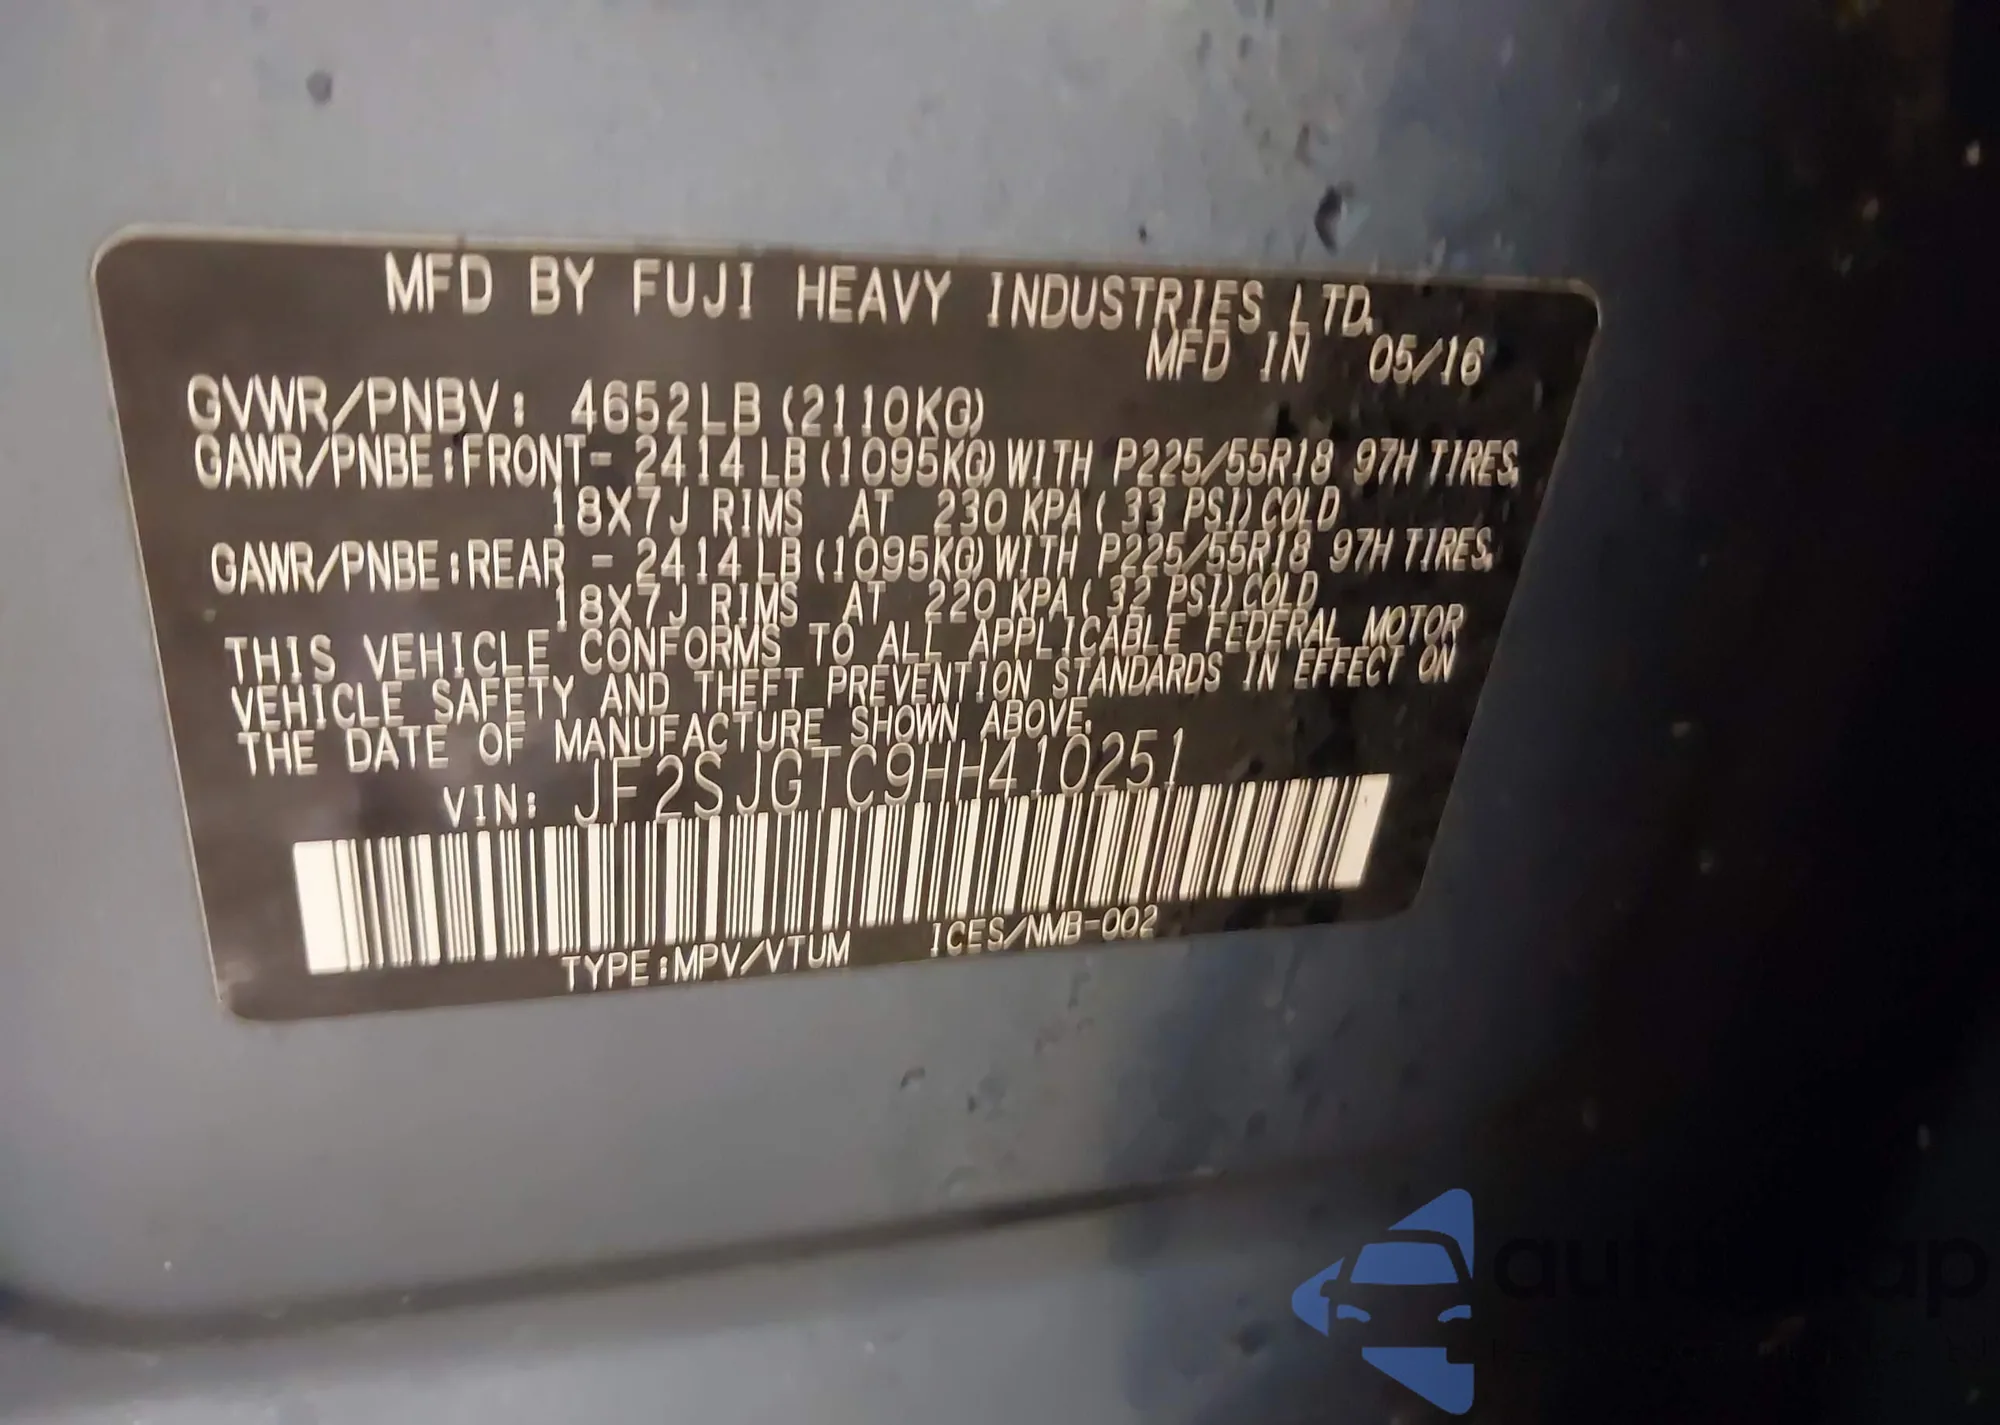 MFD BY FUJI HEAVY INDUSTRIES LTD.
MFD IN 05/16
GVWR/PNBV: 4652LB (2110KG)
GAWR/PNBE:FRONT- 2414 LB (1095KG) WITH P225/55R18 97H TIRES,
18X7J RIMS AT 230 KPA ( 33 PSI) COLD
GAWR/PNBE:REAR - 2414 LB (1095KG) WITH P225/55R18 97H TIRES,
18X7J RIMS AT 220 KPA ( 32 PSI) COLD
THIS VEHICLE CONFORMS TO ALL APPLICABLE FEDERAL MOTOR
VEHICLE SAFETY AND THEFT PREVENTION STANDARDS IN EFFECT ON
THE DATE OF MANUFACTURE SHOWN ABOVE.
VIN: JF2SJGTC9HH410251
TYPE:MPV/VTUM ICES/NMB-002